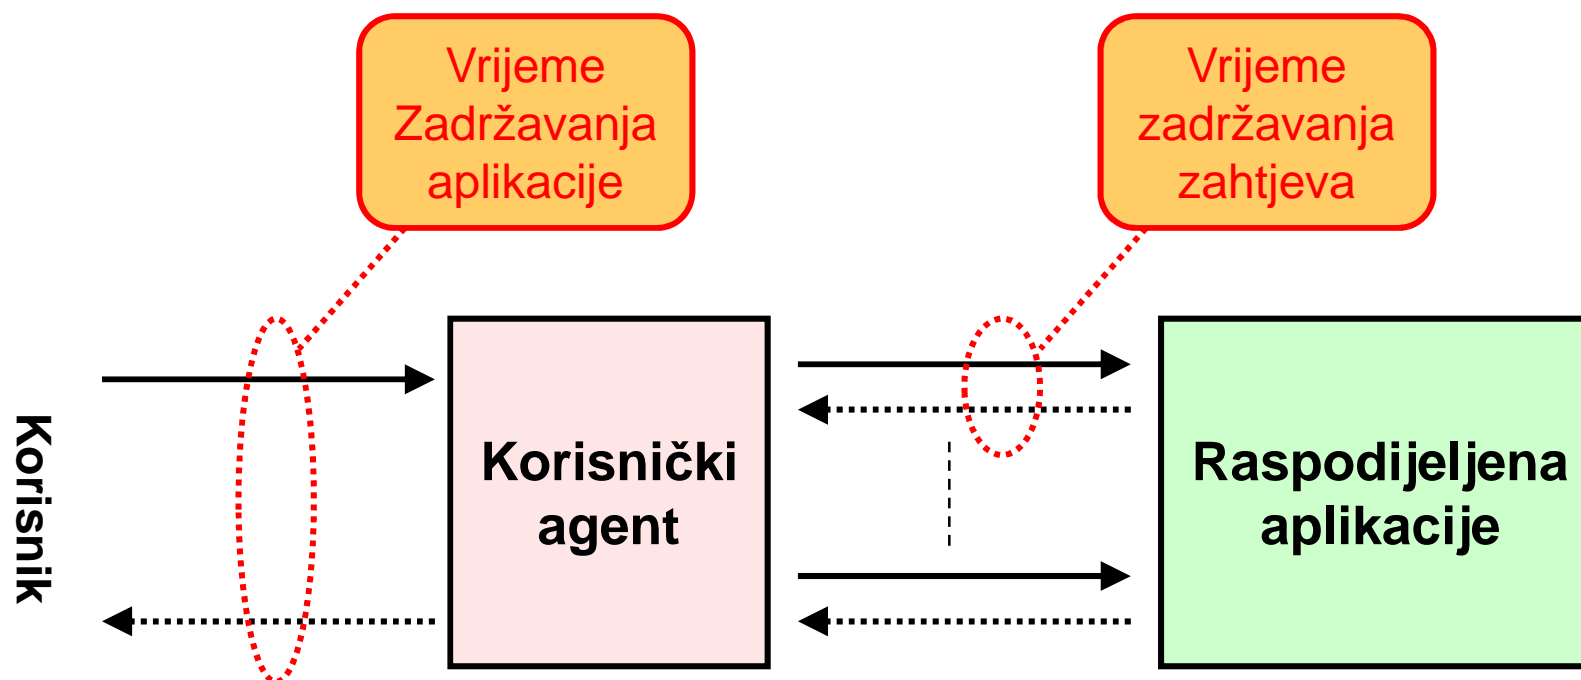 Vrijeme
Zadržavanja
aplikacije
Vrijeme
zadržavanja
zahtjeva
Korisnik
Korisnički
agent
Raspodijeljena
aplikacije